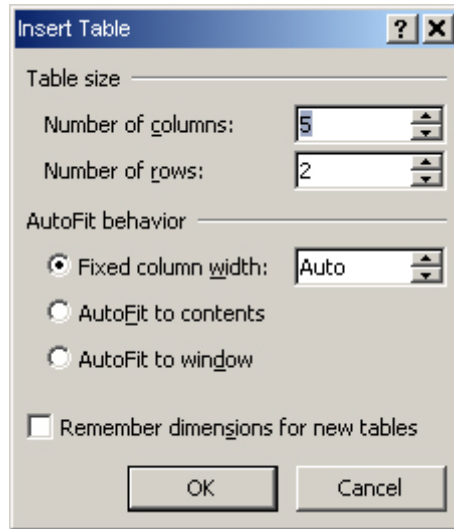 Insert Table
Table size
Number of columns: 5
Number of rows: 2
AutoFit behavior
Fixed column width: Auto
AutoFit to contents
AutoFit to window
Remember dimensions for new tables
OK Cancel